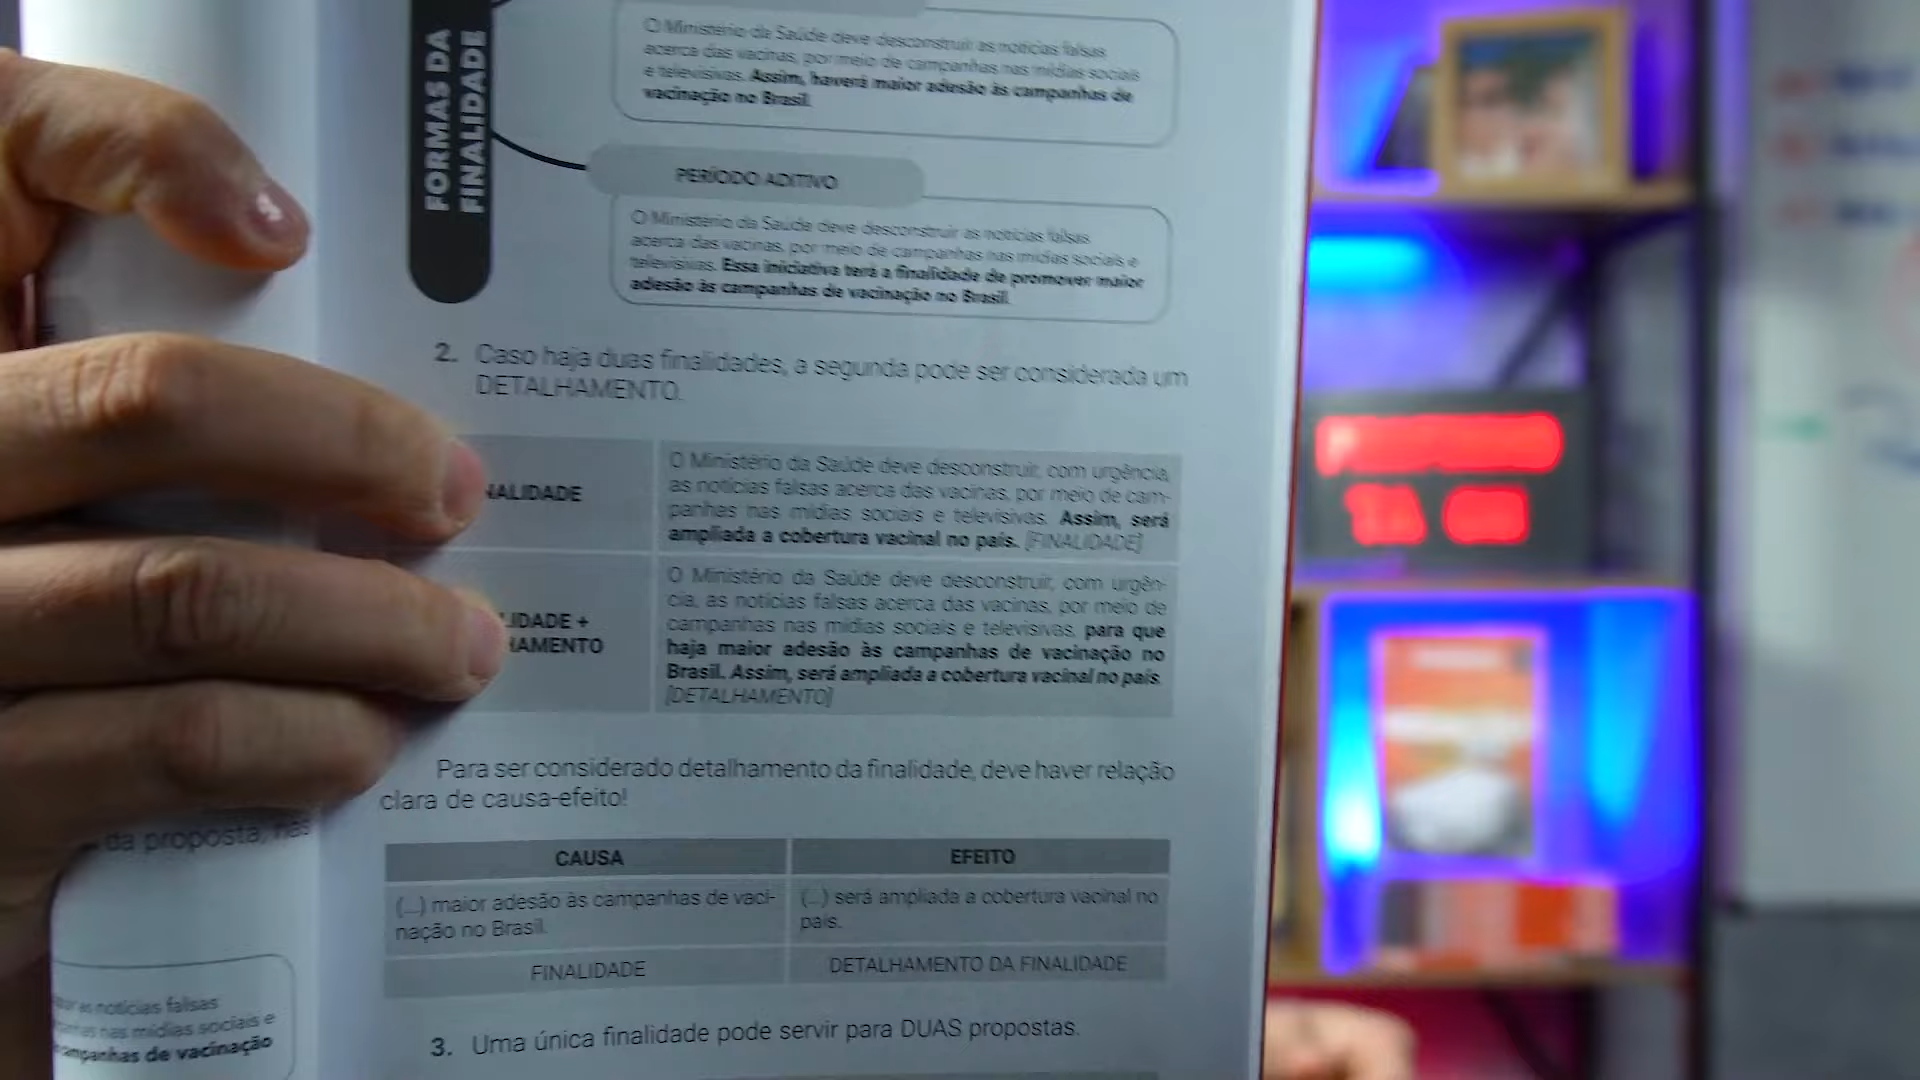 FORMAS DA
FINALIDADE
O Ministério da Saúde deve desconstruir as notícias falsas
acerca das vacinas, por meio de campanhas nas mídias sociais
e televisivas. Assim, haverá maior adesão às campanhas de
vacinação no Brasil.
PERÍODO ADITIVO
O Ministério da Saúde deve desconstruir as notícias falsas
acerca das vacinas, por meio de campanhas nas mídias sociais e
televisivas. Essa iniciativa terá a finalidade de promover maior
adesão às campanhas de vacinação no Brasil.
2. Caso haja duas finalidades, a segunda pode ser considerada um
DETALHAMENTO.
NALIDADE
O Ministério da Saúde deve desconstruir, com urgência,
as notícias falsas acerca das vacinas, por meio de cam-
panhas nas mídias sociais e televisivas. Assim, será
ampliada a cobertura vacinal no país. [FINALIDADE]
LIDADE +
HAMENTO
O Ministério da Saúde deve desconstruir, com urgên-
cia, as notícias falsas acerca das vacinas, por meio de
campanhas nas mídias sociais e televisivas, para que
haja maior adesão às campanhas de vacinação no
Brasil. Assim, será ampliada a cobertura vacinal no país.
[DETALHAMENTO]
Para ser considerado detalhamento da finalidade, deve haver relação
clara de causa-efeito!
CAUSA
EFEITO
(...) maior adesão às campanhas de vaci-
nação no Brasil.
(...) será ampliada a cobertura vacinal no
país.
FINALIDADE
DETALHAMENTO DA FINALIDADE
3. Uma única finalidade pode servir para DUAS propostas.
da proposta, nas
as notícias falsas
nas mídias sociais e
campanhas de vacinação